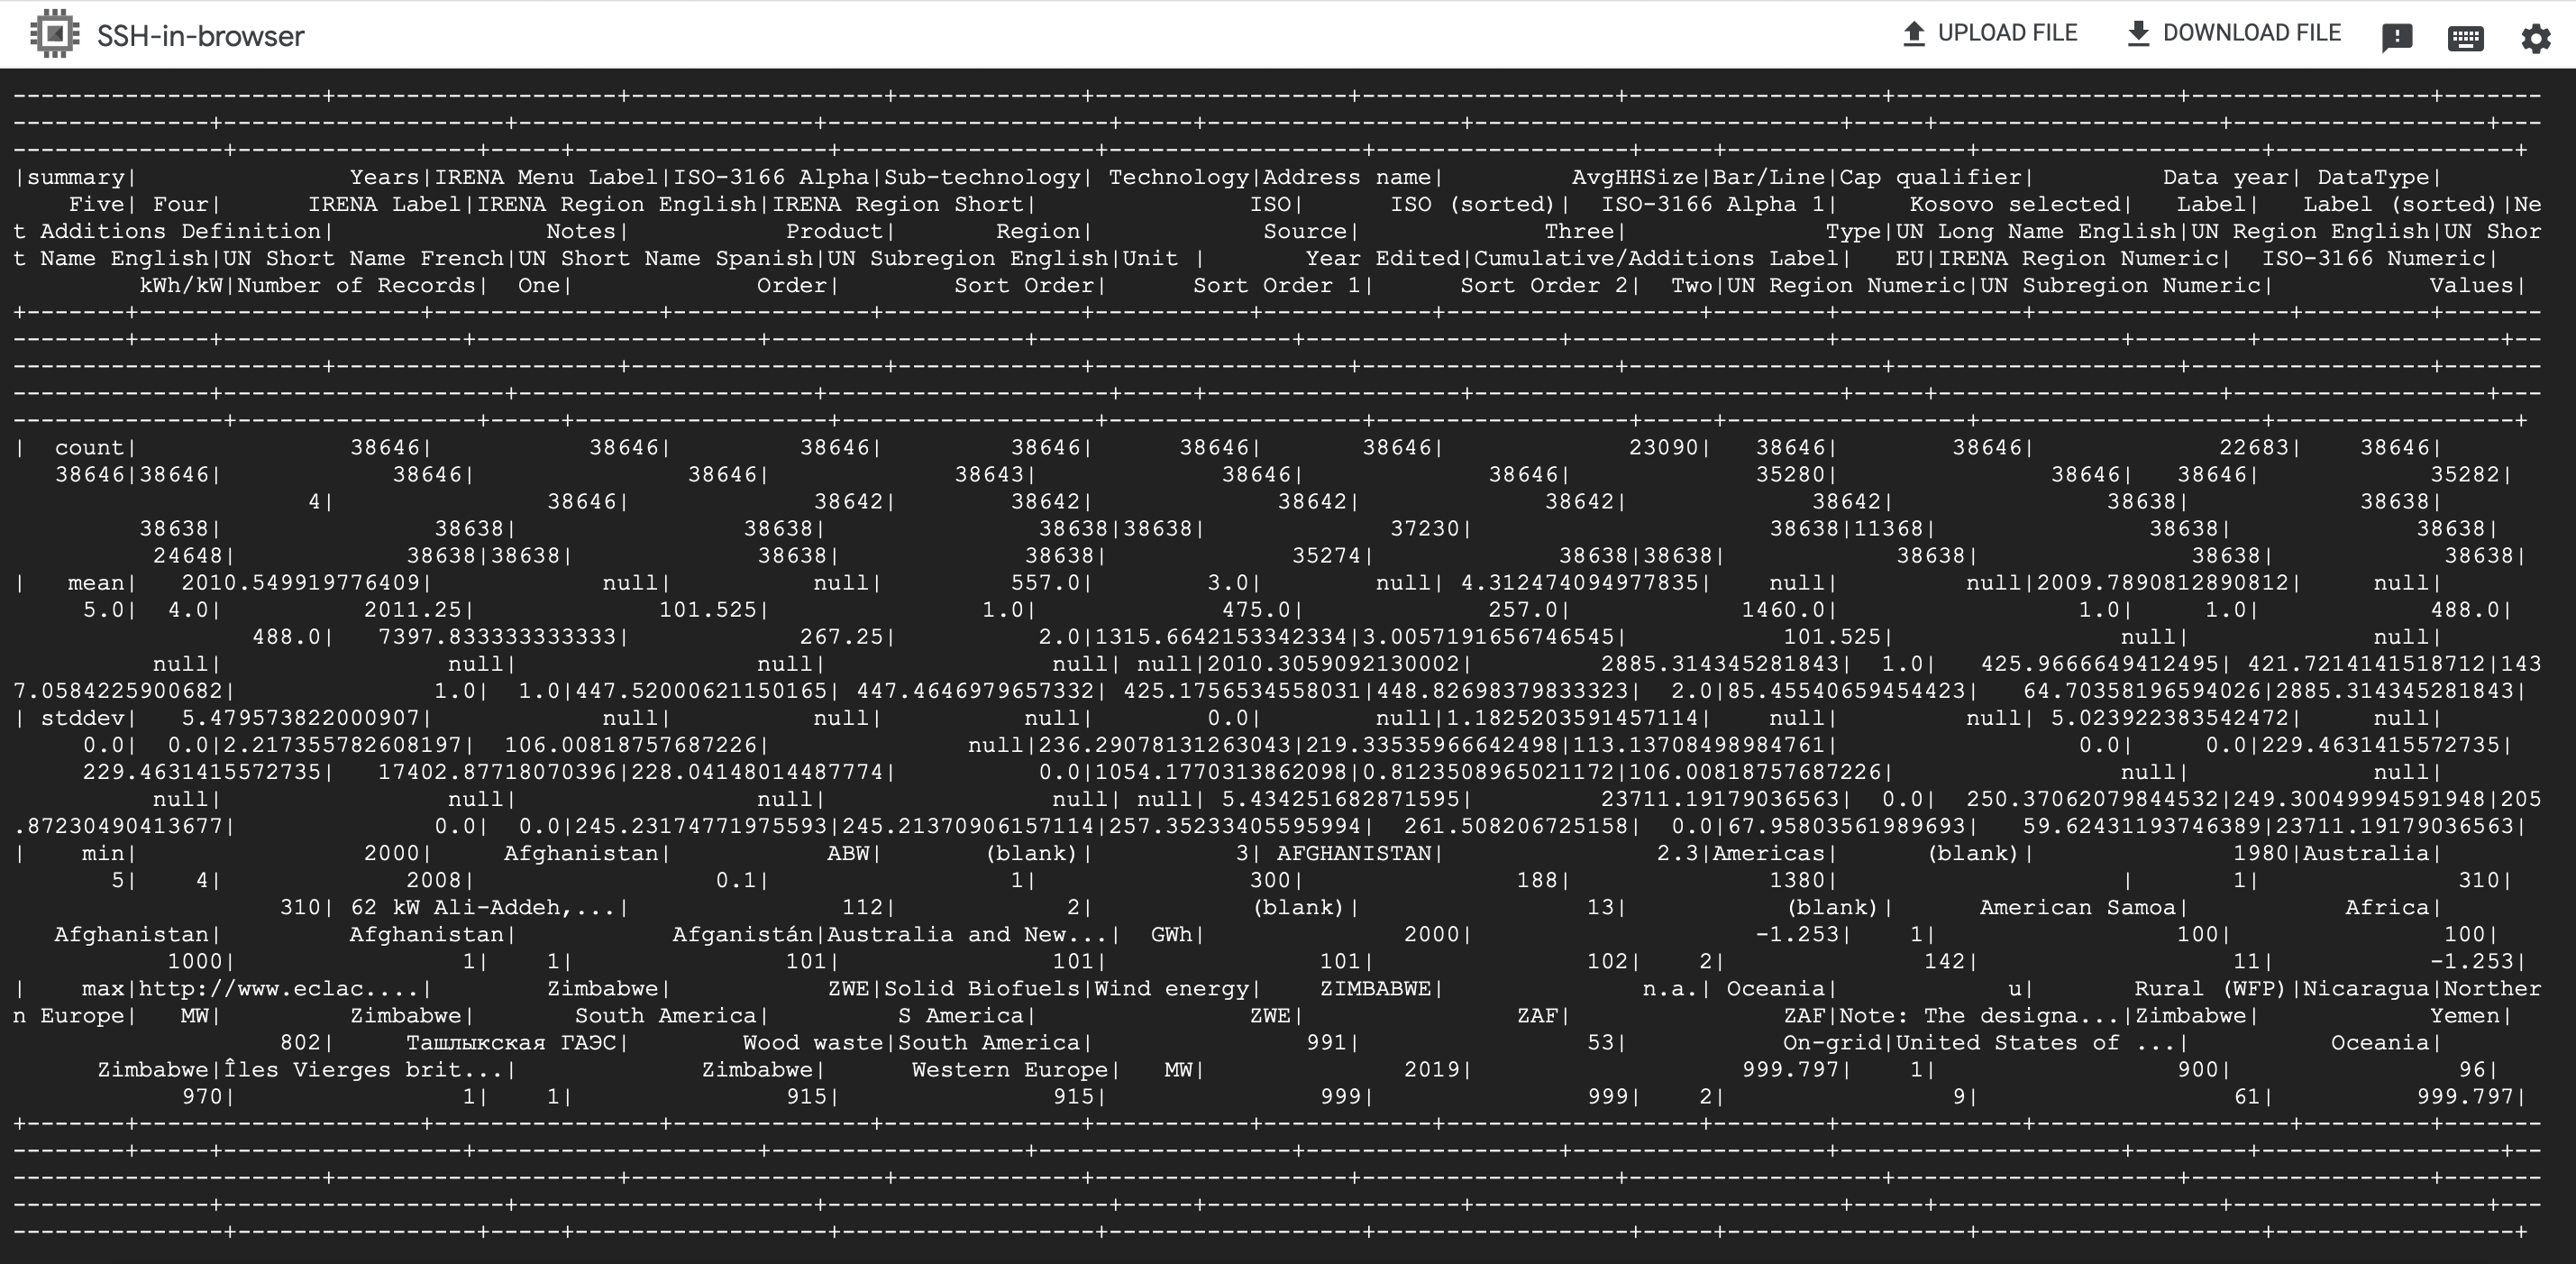 SSH-in-browser UPLOAD FILE DOWNLOAD FILE
----------------------+--------------------+------------------+-------------+------------------+------------------+------------------+--------------------+-----------------+-------
--------------+--------------------+---------------------+--------------------+-----+------------------+--------------------------+-----+--------------------+------------------+---
---------------+-----------------+-----+------------------+------------------+------------------+------------------+-----+-----------------+--------------------+-----------------+
|summary| Years|IRENA Menu Label|ISO-3166 Alpha|Sub-technology| Technology|Address name| AvgHHSize|Bar/Line|Cap qualifier| Data year| DataType|
Five| Four| IRENA Label|IRENA Region English|IRENA Region Short| ISO| ISO (sorted)| ISO-3166 Alpha 1| Kosovo selected| Label| Label (sorted)|Ne
t Additions Definition| Notes| Product| Region| Source| Three| Type|UN Long Name English|UN Region English|UN Shor
t Name English|UN Short Name French|UN Short Name Spanish|UN Subregion English|Unit | Year Edited|Cumulative/Additions Label| EU|IRENA Region Numeric| ISO-3166 Numeric|
kWh/kW|Number of Records| One| Order| Sort Order| Sort Order 1| Sort Order 2| Two|UN Region Numeric|UN Subregion Numeric| Values|
+-------+--------------------+----------------+--------------+--------------+-----------+------------+------------------+--------+-------------+------------------+---------+-------
--------+-----+-----------------+--------------------+------------------+------------------+------------------+------------------+--------------------+--------+-----------------+--
----------------------+--------------------+------------------+-------------+------------------+------------------+------------------+--------------------+-----------------+-------
--------------+--------------------+---------------------+--------------------+-----+------------------+--------------------------+-----+--------------------+------------------+---
---------------+-----------------+-----+------------------+------------------+------------------+------------------+-----+-----------------+--------------------+-----------------+
| count| 38646| 38646| 38646| 38646| 38646| 38646| 23090| 38646| 38646| 22683| 38646|
38646|38646| 38646| 38646| 38643| 38646| 38646| 35280| 38646| 38646| 35282|
4| 38646| 38642| 38642| 38642| 38642| 38642| 38638| 38638|
38638| 38638| 38638| 38638|38638| 37230| 38638|11368| 38638| 38638|
24648| 38638|38638| 38638| 38638| 35274| 38638|38638| 38638| 38638| 38638|
| mean| 2010.549919776409| null| null| 557.0| 3.0| null| 4.312474094977835| null| null|2009.7890812890812| null|
5.0| 4.0| 2011.25| 101.525| 1.0| 475.0| 257.0| 1460.0| 1.0| 1.0| 488.0|
488.0| 7397.833333333333| 267.25| 2.0|1315.6642153342334|3.0057191656746545| 101.525| null| null|
null| null| null| null| null|2010.3059092130002| 2885.314345281843| 1.0| 425.9666649412495| 421.7214141518712|143
7.0584225900682| 1.0| 1.0|447.52000621150165| 447.4646979657332| 425.1756534558031|448.82698379833323| 2.0|85.45540659454423| 64.70358196594026|2885.314345281843|
| stddev| 5.479573822000907| null| null| null| 0.0| null|1.1825203591457114| null| null| 5.023922383542472| null|
0.0| 0.0|2.217355782608197| 106.00818757687226| null|236.29078131263043|219.33535966642498|113.13708498984761| 0.0| 0.0|229.4631415572735|
229.4631415572735| 17402.87718070396|228.04148014487774| 0.0|1054.1770313862098|0.8123508965021172|106.00818757687226| null| null|
null| null| null| null| null| 5.434251682871595| 23711.19179036563| 0.0| 250.37062079844532|249.30049994591948|205
.87230490413677| 0.0| 0.0|245.23174771975593|245.21370906157114|257.35233405595994| 261.508206725158| 0.0|67.95803561989693| 59.62431193746389|23711.19179036563|
| min| 2000| Afghanistan| ABW| (blank)| 3| AFGHANISTAN| 2.3|Americas| (blank)| 1980|Australia|
5| 4| 2008| 0.1| 1| 300| 188| 1380| | 1| 310|
310| 62 kW Ali-Addeh,...| 112| 2| (blank)| 13| (blank)| American Samoa| Africa|
Afghanistan| Afghanistan| Afganistán|Australia and New...| GWh| 2000| -1.253| 1| 100| 100|
1000| 1| 1| 101| 101| 101| 102| 2| 142| 11| -1.253|
| max|http://www.eclac....| Zimbabwe| ZWE|Solid Biofuels|Wind energy| ZIMBABWE| n.a.| Oceania| u| Rural (WFP)|Nicaragua|Norther
n Europe| MW| Zimbabwe| South America| S America| ZWE| ZAF| ZAF|Note: The designa...|Zimbabwe| Yemen|
802| Ташлыкская ГАЭС| Wood waste|South America| 991| 53| On-grid|United States of ...| Oceania|
Zimbabwe|Îles Vierges brit...| Zimbabwe| Western Europe| MW| 2019| 999.797| 1| 900| 96|
970| 1| 1| 915| 915| 999| 999| 2| 9| 61| 999.797|
+-------+--------------------+----------------+--------------+--------------+-----------+------------+------------------+--------+-------------+------------------+---------+-------
--------+-----+-----------------+--------------------+------------------+------------------+------------------+------------------+--------------------+--------+-----------------+--
----------------------+--------------------+------------------+-------------+------------------+------------------+------------------+--------------------+-----------------+-------
--------------+--------------------+---------------------+--------------------+-----+------------------+--------------------------+-----+--------------------+------------------+---
---------------+-----------------+-----+------------------+------------------+------------------+------------------+-----+-----------------+--------------------+-----------------+